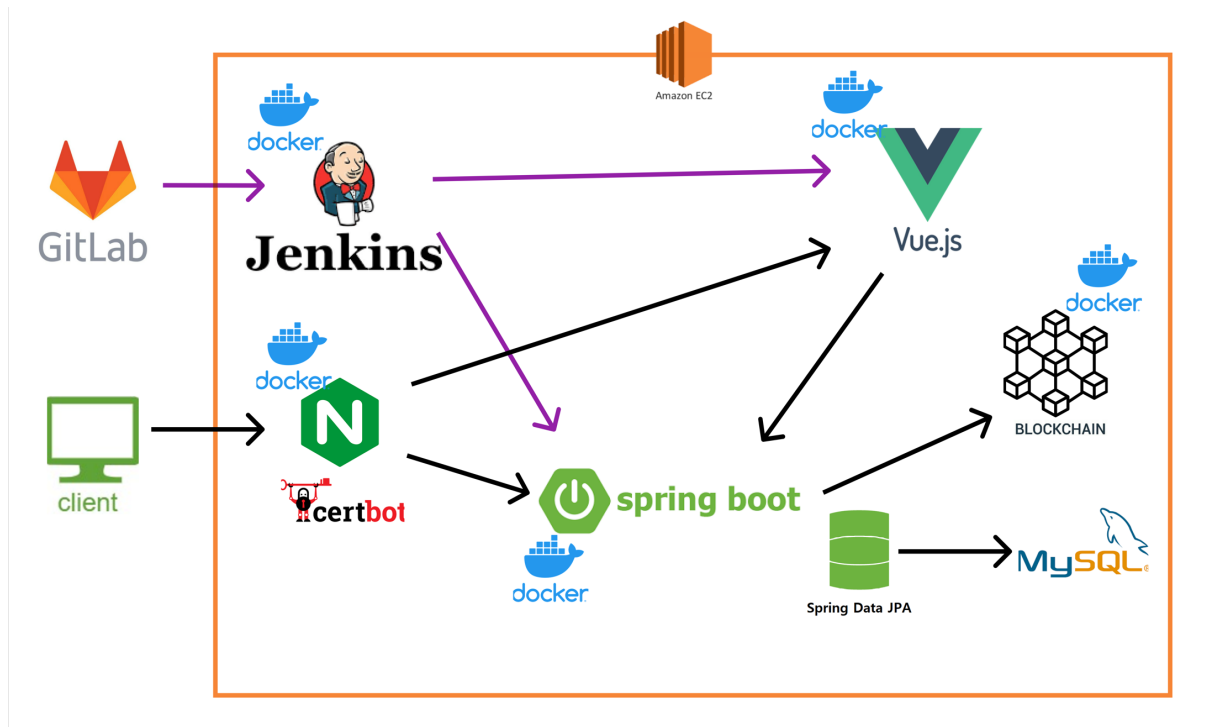 Amazon EC2
docker
docker
GitLab
Jenkins
Vue.js
docker
docker
BLOCKCHAIN
client
certbot
spring boot
docker
MySQL
Spring Data JPA